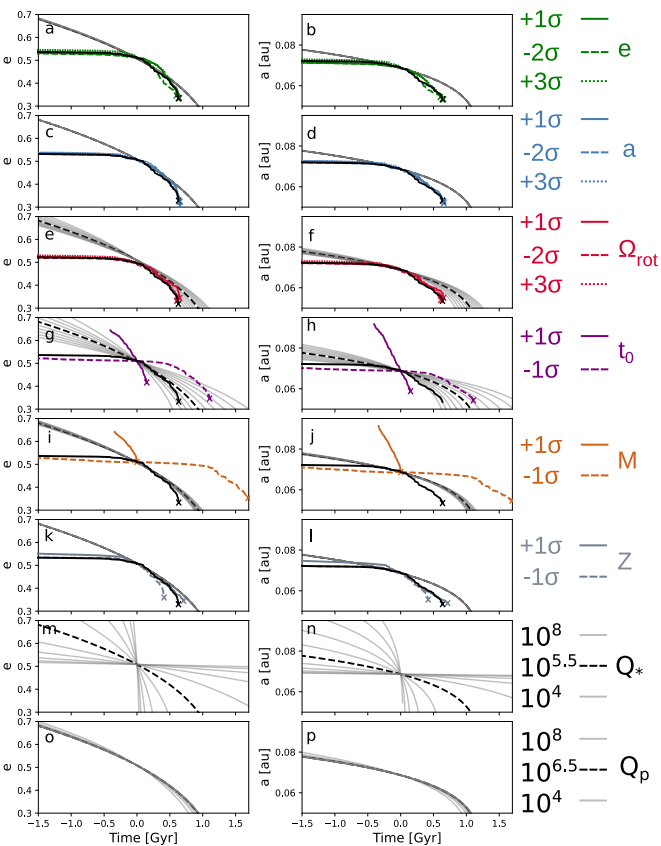 a
b
+1σ
-2σ
+3σ
e
e
a [au]
0.7
0.6
0.5
0.4
0.3
0.08
0.06
c
d
+1σ
-2σ
+3σ
a
e
a [au]
0.7
0.6
0.5
0.4
0.3
0.08
0.06
e
f
+1σ
-2σ
+3σ
Ωrot
e
a [au]
0.7
0.6
0.5
0.4
0.3
0.08
0.06
g
h
+1σ
-1σ
t0
e
a [au]
0.7
0.6
0.5
0.4
0.3
0.08
0.06
i
j
+1σ
-1σ
M
e
a [au]
0.7
0.6
0.5
0.4
0.3
0.08
0.06
k
l
+1σ
-1σ
Z
e
a [au]
0.7
0.6
0.5
0.4
0.3
0.08
0.06
m
n
10^8
10^5.5
10^4
Q*
e
a [au]
0.7
0.6
0.5
0.4
0.3
0.08
0.06
o
p
10^8
10^6.5
10^4
Qp
e
a [au]
0.7
0.6
0.5
0.4
0.3
0.08
0.06
−1.5 −1.0 −0.5 0.0 0.5 1.0 1.5
−1.5 −1.0 −0.5 0.0 0.5 1.0 1.5
Time [Gyr]
Time [Gyr]